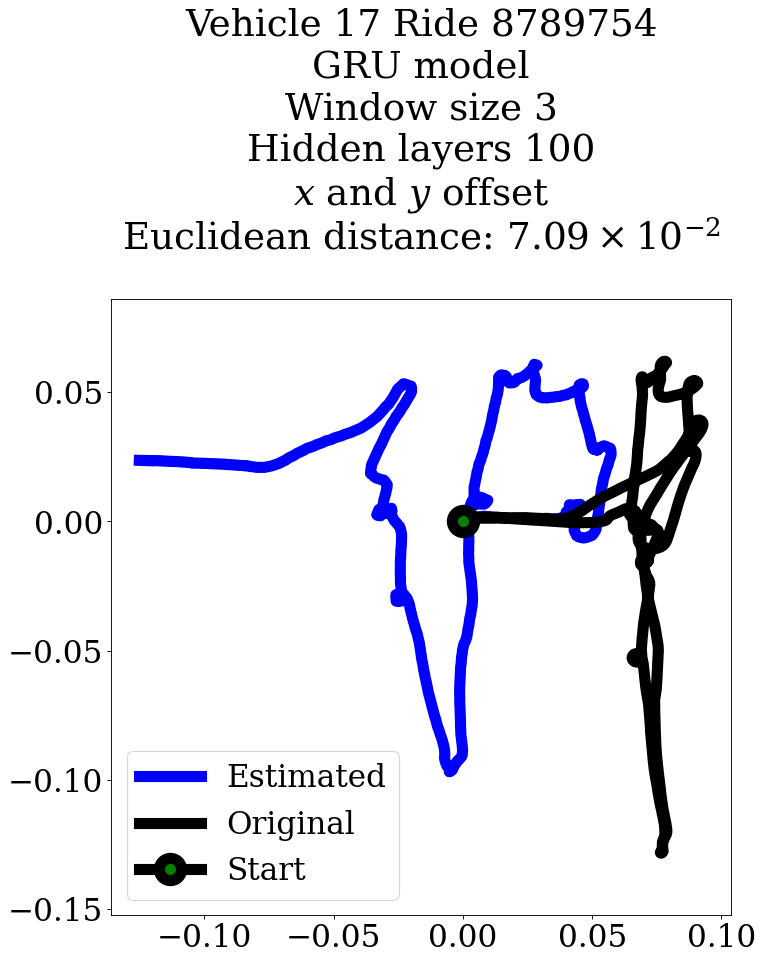 Vehicle 17 Ride 8789754
GRU model
Window size 3
Hidden layers 100
x and y offset
Euclidean distance: 7.09 × 10⁻²
0.05
0.00
−0.05
−0.10
−0.15
Estimated
Original
Start
−0.10 −0.05 0.00 0.05 0.10